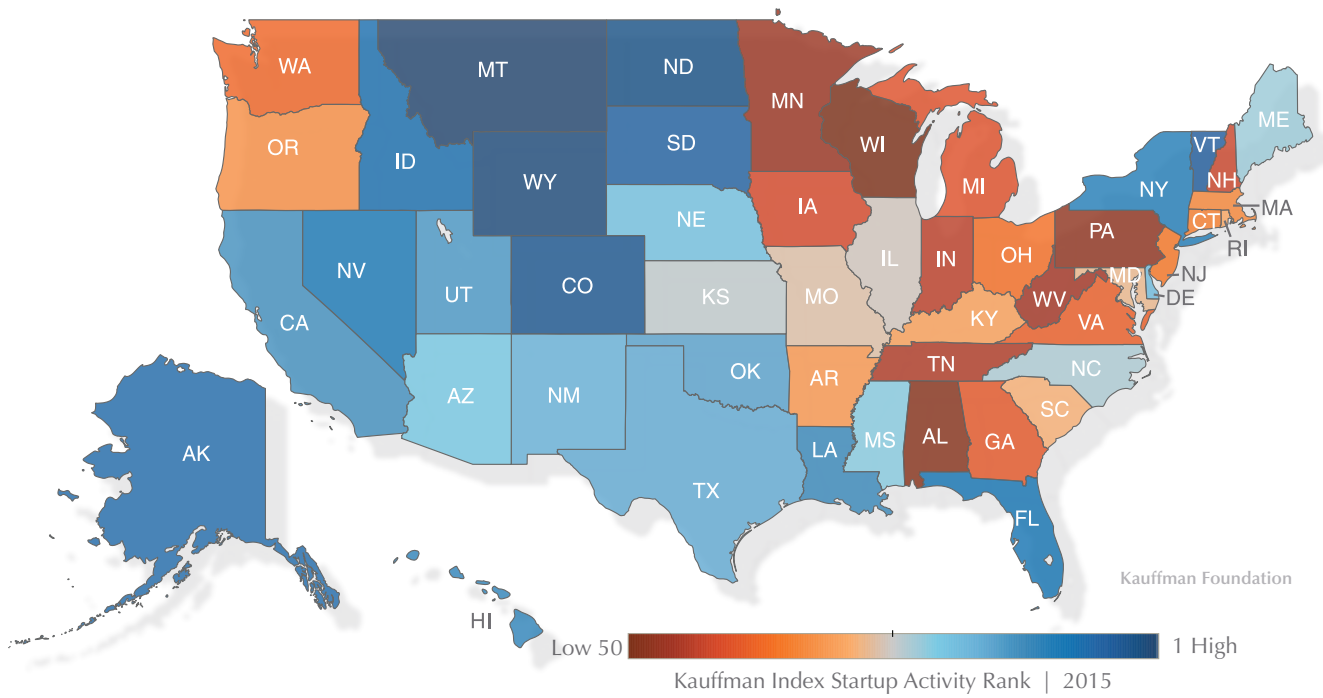 WA
MT
ND
MN
ME
OR
ID
SD
WI
VT
WY
MI
NY
NH
NE
IA
MA
PA
CT
RI
NV
UT
CO
KS
MO
IL
IN
OH
MD
NJ
DE
CA
WV
VA
KY
AZ
NM
OK
AR
TN
NC
SC
AK
LA
MS
AL
GA
TX
FL
Kauffman Foundation
HI
Low 50 1 High
Kauffman Index Startup Activity Rank | 2015